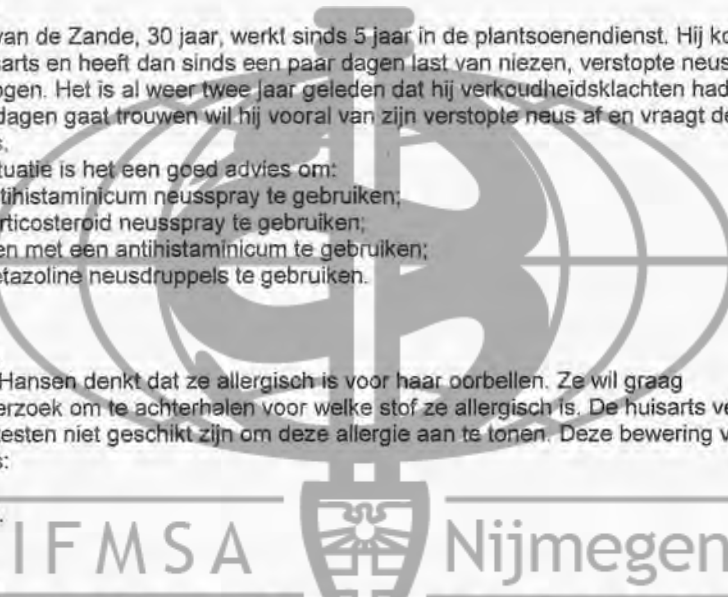 van de Zande, 30 jaar, werkt sinds 5 jaar in de plantsoenendienst. Hij ko
arts en heeft dan sinds een paar dagen last van niezen, verstopte neus
ogen. Het is al weer twee jaar geleden dat hij verkoudheidsklachten had
dagen gaat trouwen wil hij vooral van zijn verstopte neus af en vraagt de
s.
tuatie is het een goed advies om:
tihistaminicum neusspray te gebruiken;
rticosteroid neusspray te gebruiken;
en met een antihistaminicum te gebruiken;
etazoline neusdruppels te gebruiken.
Hansen denkt dat ze allergisch is voor haar oorbellen. Ze wil graag
erzoek om te achterhalen voor welke stof ze allergisch is. De huisarts ve
testen niet geschikt zijn om deze allergie aan te tonen. Deze bewering v
s:
IFMSA Nijmegen